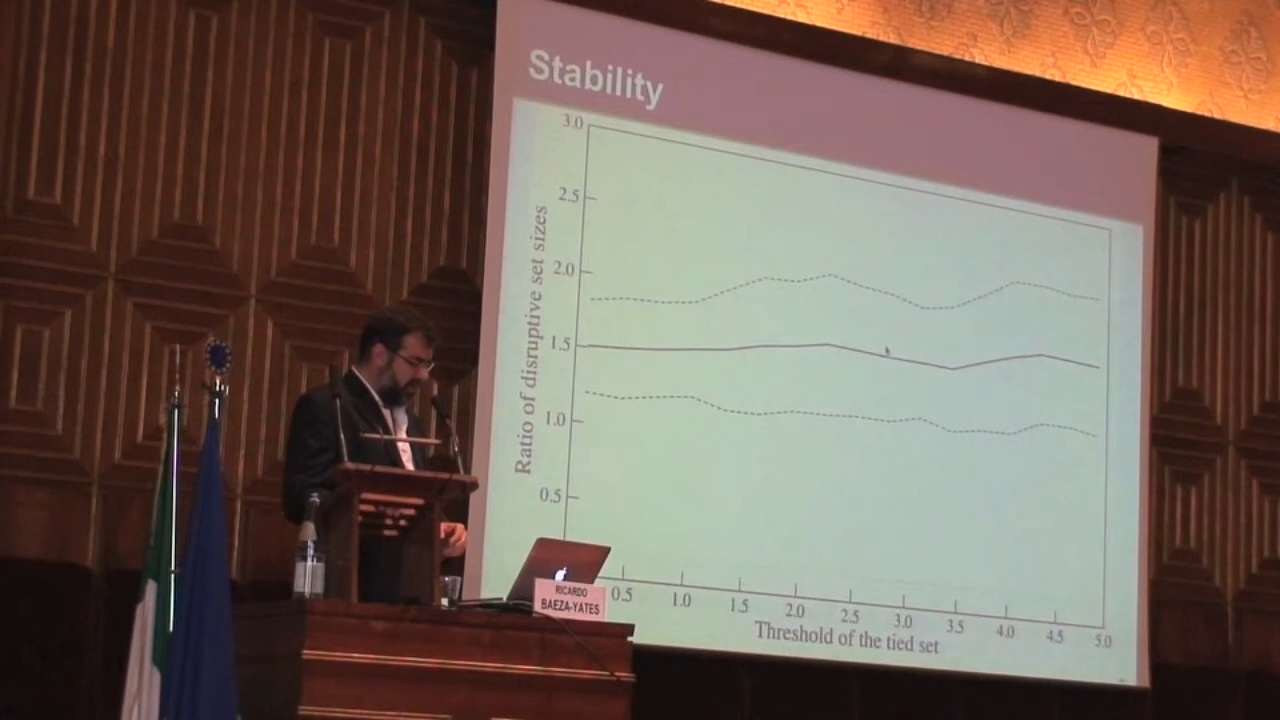 Stability
3.0
2.5
2.0
1.5
1.0
0.5
Ratio of disruptive set sizes
0.5 1.0 1.5 2.0 2.5 3.0 3.5 4.0 4.5 5.0
Threshold of the tied set
RICARDO
BAEZA-YATES